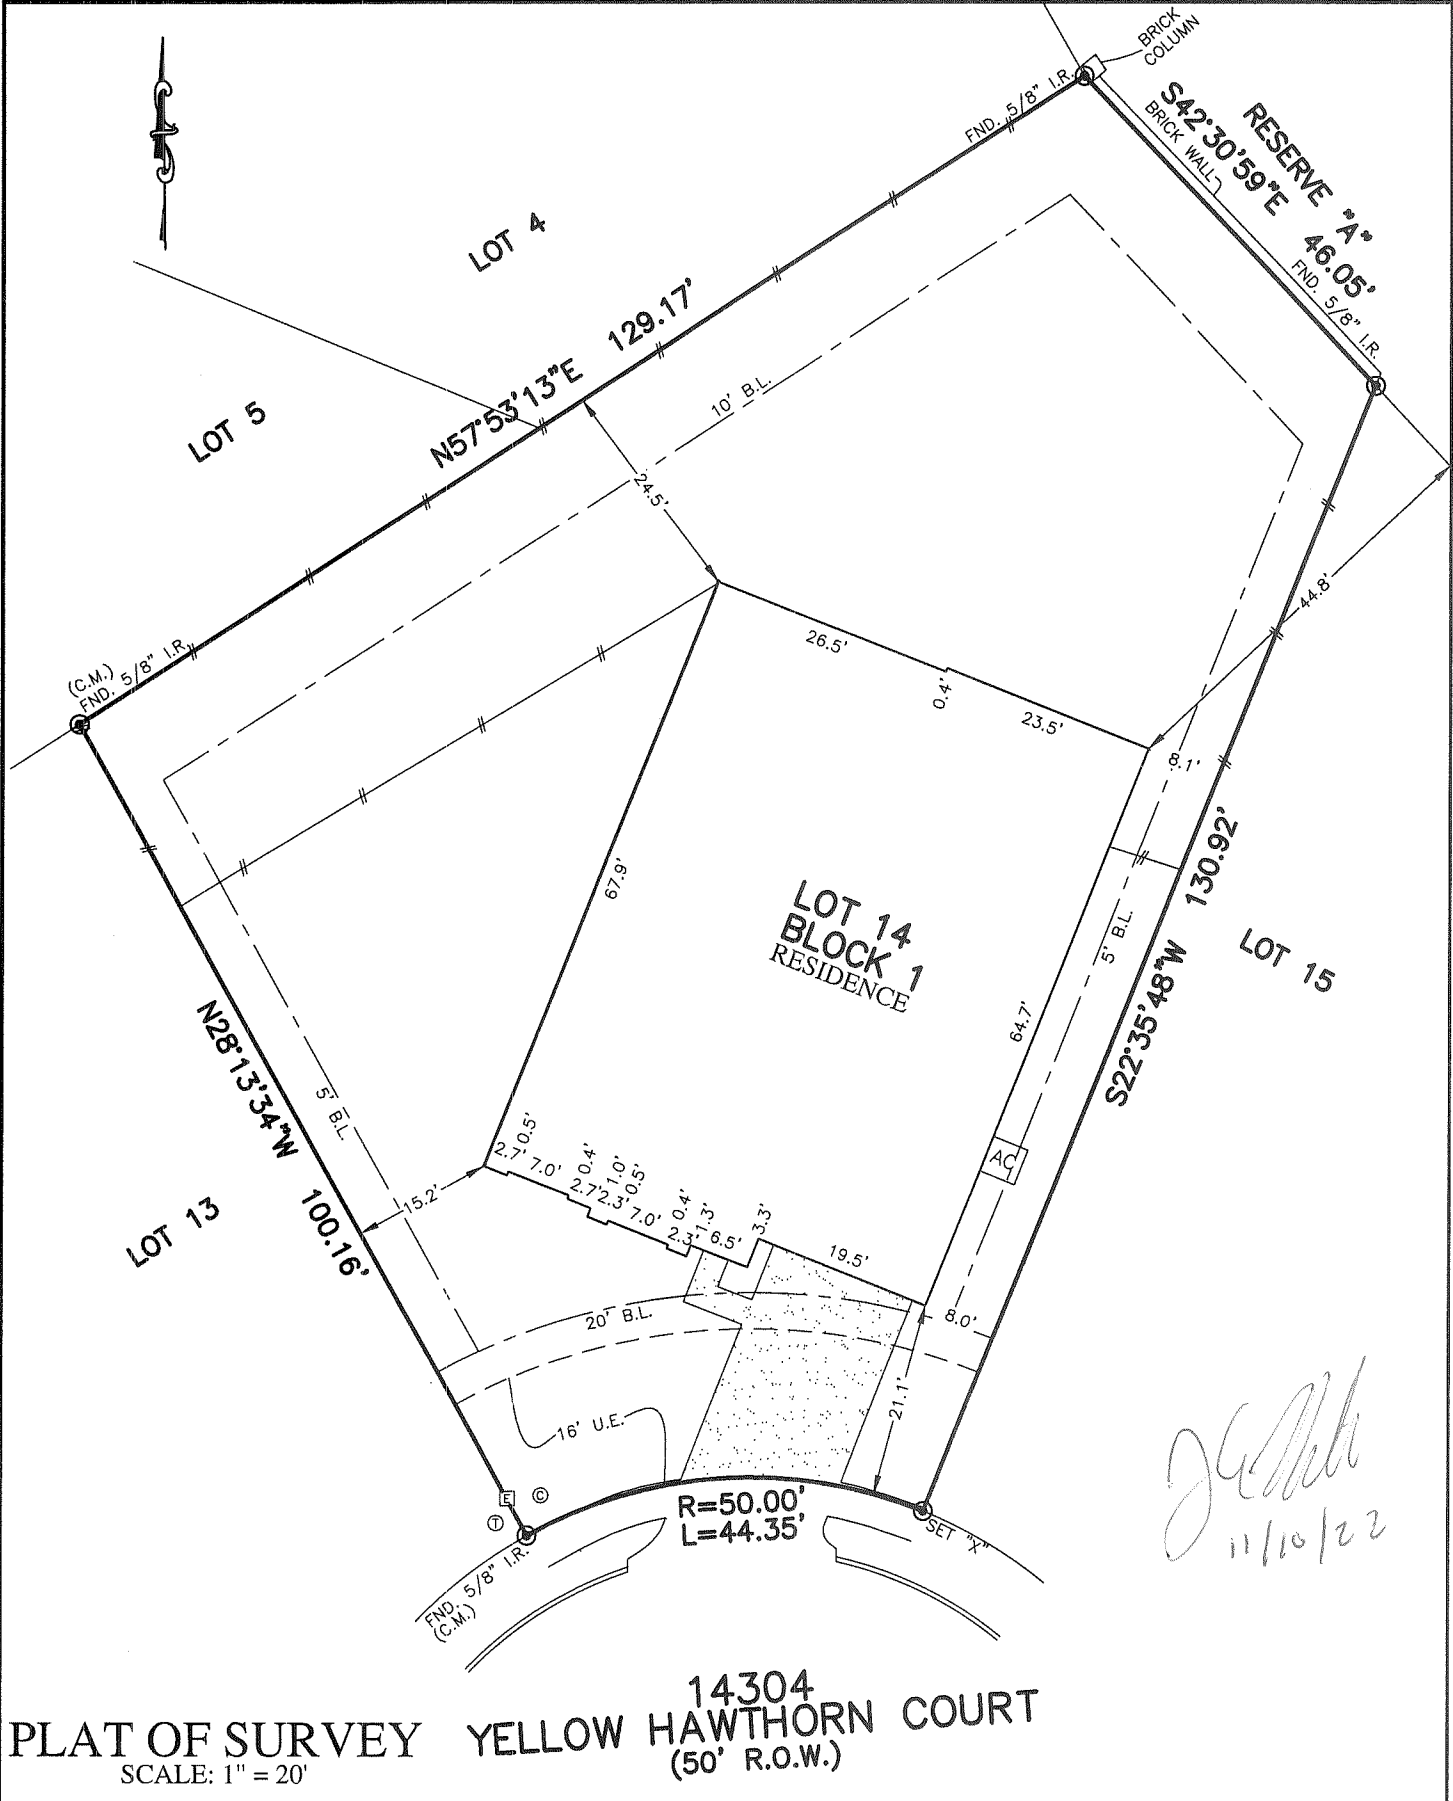 BRICK
COLUMN
FND. 5/8" I.R.
RESERVE "A"
S42°30'59"E 46.05'
BRICK WALL
FND. 5/8" I.R.
LOT 4
N57°53'13"E 129.17'
10' B.L.
LOT 5
24.5'
44.8'
(C.M.)
FND. 5/8" I.R.
26.5'
0.4'
23.5'
8.1'
67.9'
130.92'
S22°35'48"W
LOT 14
BLOCK 1
RESIDENCE
5' B.L.
LOT 15
64.7'
N28°13'34"W 100.16'
5' B.L.
AC
2.7' 0.5'
7.0'
0.4'
1.0'
0.5'
2.7' 2.3' 7.0'
0.4'
1.3'
2.3' 6.5'
3.3'
19.5'
15.2'
LOT 13
20' B.L.
8.0'
21.1'
16' U.E.
E
C
T
R=50.00'
L=44.35'
SET "X"
FND. 5/8" I.R.
(C.M.)
11/10/22
14304
YELLOW HAWTHORN COURT
(50' R.O.W.)
PLAT OF SURVEY
SCALE: 1" = 20'